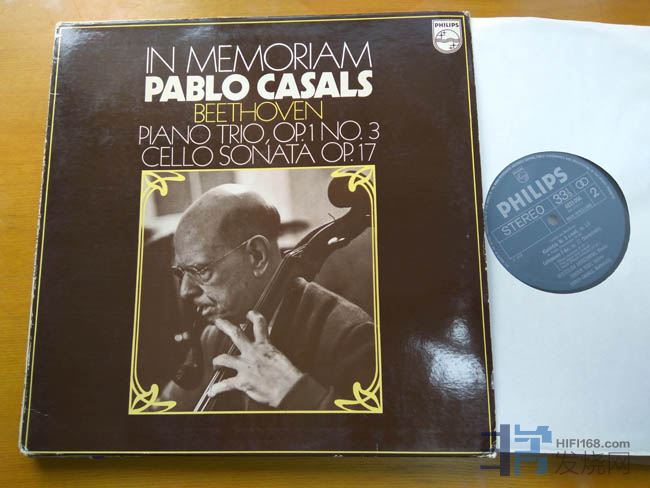 PHILIPS
IN MEMORIAM
PABLO CASALS
BEETHOVEN
PIANO TRIO, OP.1 NO. 3
CELLO SONATA OP. 17
PHILIPS
STEREO
33⅓
2
HIFI168.com
发烧网